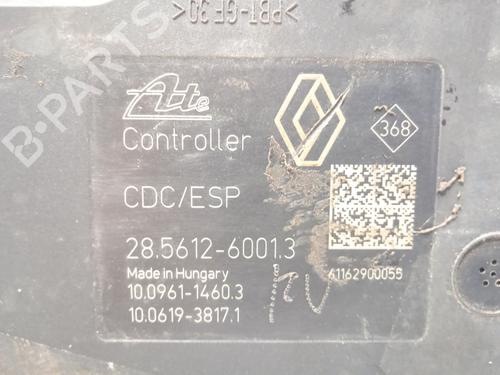 >PBT-GF30<
B-PARTS
Ate
368
Controller
CDC/ESP
28.5612-6001.3
Made in Hungary
61162900055
10.0961-1460.3
10.0619-3817.1